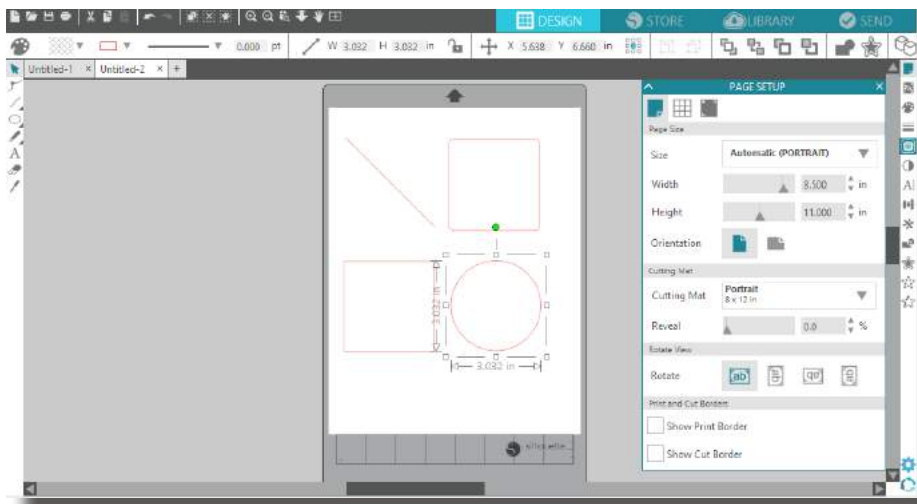 DESIGN
STORE
LIBRARY
SEND
0.000 pt
W 3.032 H 3.032 in
X 5.638 Y 6.660 in
Untitled-1 ×
Untitled-2 × +
PAGE SETUP
Page Size
Size Automatic (PORTRAIT)
Width 8.500 in
Height 11.000 in
Orientation
Cutting Mat
Cutting Mat Portrait
8 x 12 in
Reveal 0.0 %
Rotate View
Rotate
Print and Cut Borders
Show Print Border
Show Cut Border
3.032 in
3.032 in
silhouette